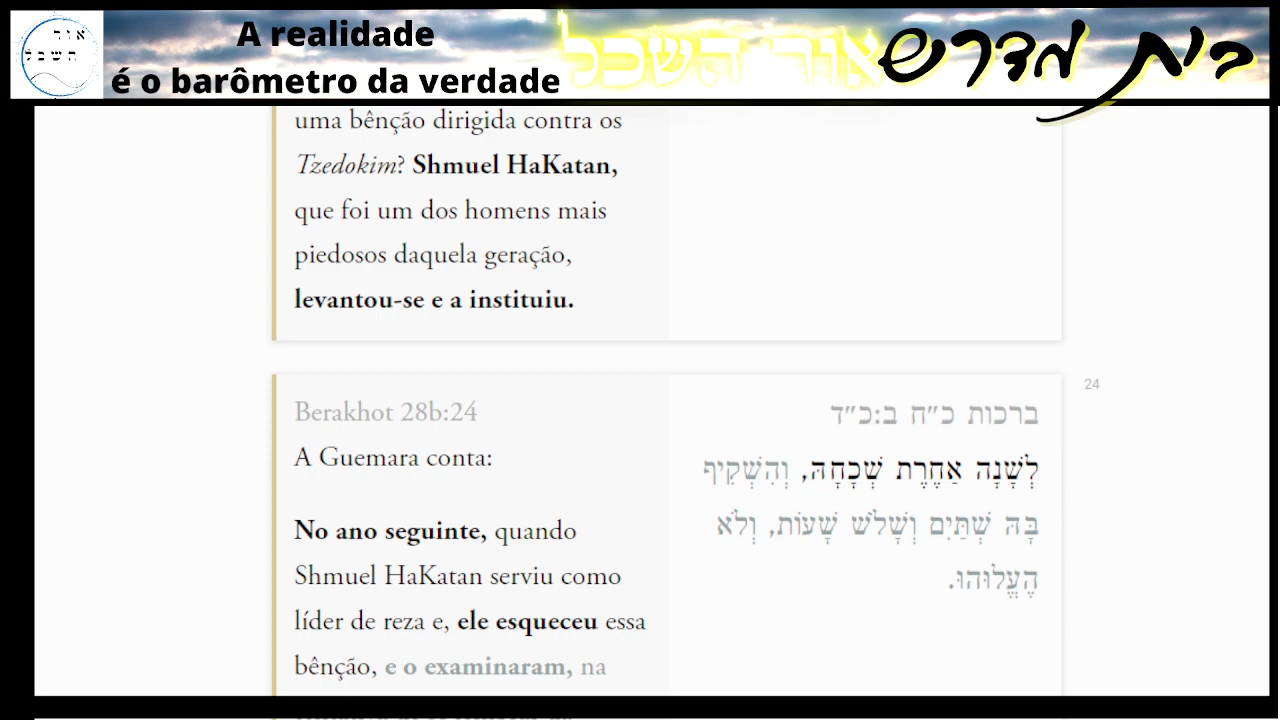 אור
השכל
A realidade
é o barômetro da verdade
אור השכל
בית מדרש
uma bênção dirigida contra os
Tzedokim? Shmuel HaKatan,
que foi um dos homens mais
piedosos daquela geração,
levantou-se e a instituiu.
24
Berakhot 28b:24
A Guemara conta:
No ano seguinte, quando
Shmuel HaKatan serviu como
líder de reza e, ele esqueceu essa
bênção, e o examinaram, na
ברכות כ״ח ב:כ״ד
לְשָׁנָה אַחֶרֶת שְׁכָחָהּ, וְהִשְׁקִיף
בָּהּ שְׁתַּיִם וְשָׁלֹשׁ שָׁעוֹת, וְלֹא
הֶעֱלוּהוּ.